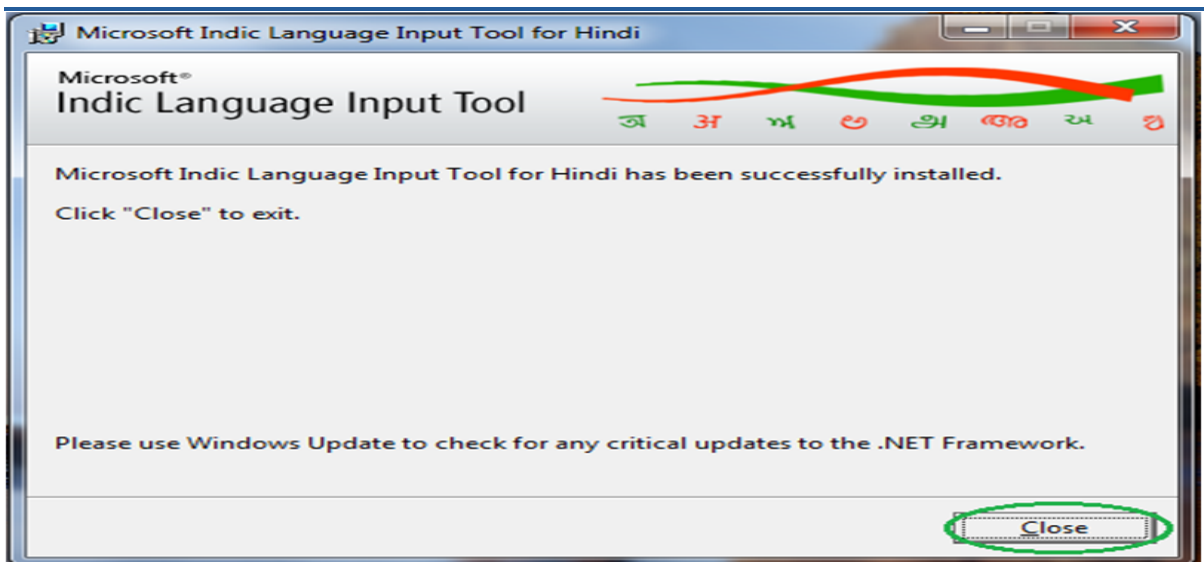 Microsoft Indic Language Input Tool for Hindi
Microsoft®
Indic Language Input Tool
অ अ ਅ అ அ അ અ ଅ
Microsoft Indic Language Input Tool for Hindi has been successfully installed.
Click "Close" to exit.
Please use Windows Update to check for any critical updates to the .NET Framework.
Close